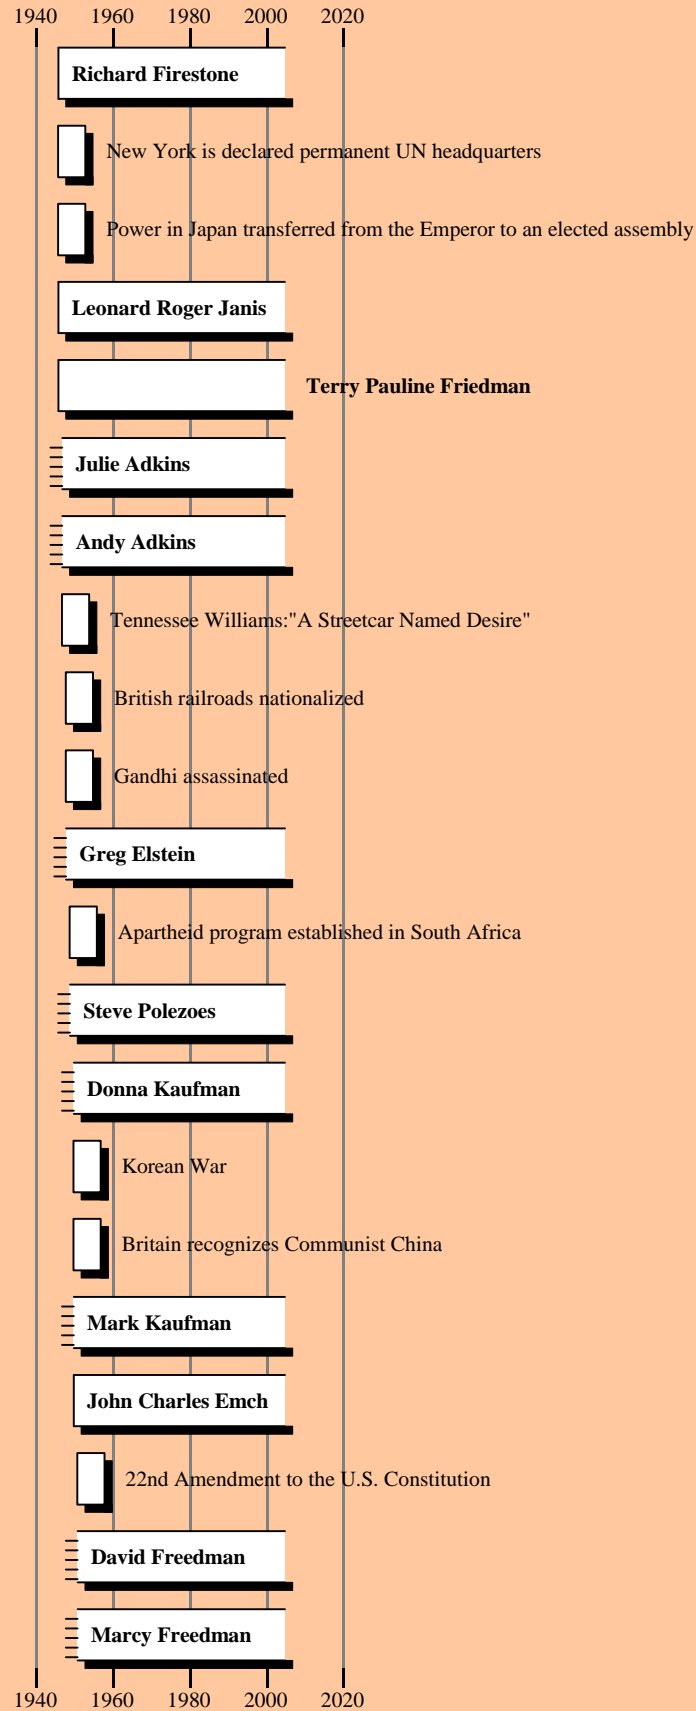 1940 1960 1980 2000 2020
Richard Firestone
New York is declared permanent UN headquarters
Power in Japan transferred from the Emperor to an elected assembly
Leonard Roger Janis
Terry Pauline Friedman
Julie Adkins
Andy Adkins
Tennessee Williams:"A Streetcar Named Desire"
British railroads nationalized
Gandhi assassinated
Greg Elstein
Apartheid program established in South Africa
Steve Polezoes
Donna Kaufman
Korean War
Britain recognizes Communist China
Mark Kaufman
John Charles Emch
22nd Amendment to the U.S. Constitution
David Freedman
Marcy Freedman
1940 1960 1980 2000 2020